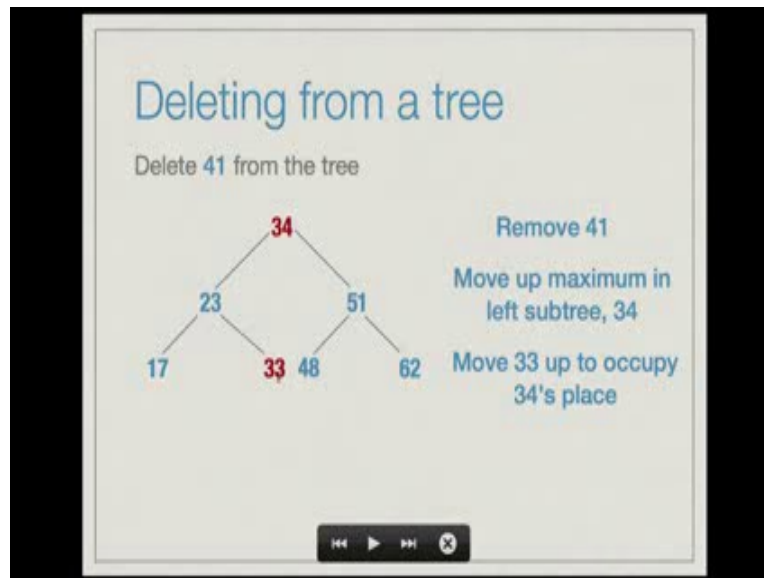 Deleting from a tree
Delete 41 from the tree
34
23 51
17 33 48 62
Remove 41
Move up maximum in
left subtree, 34
Move 33 up to occupy
34's place